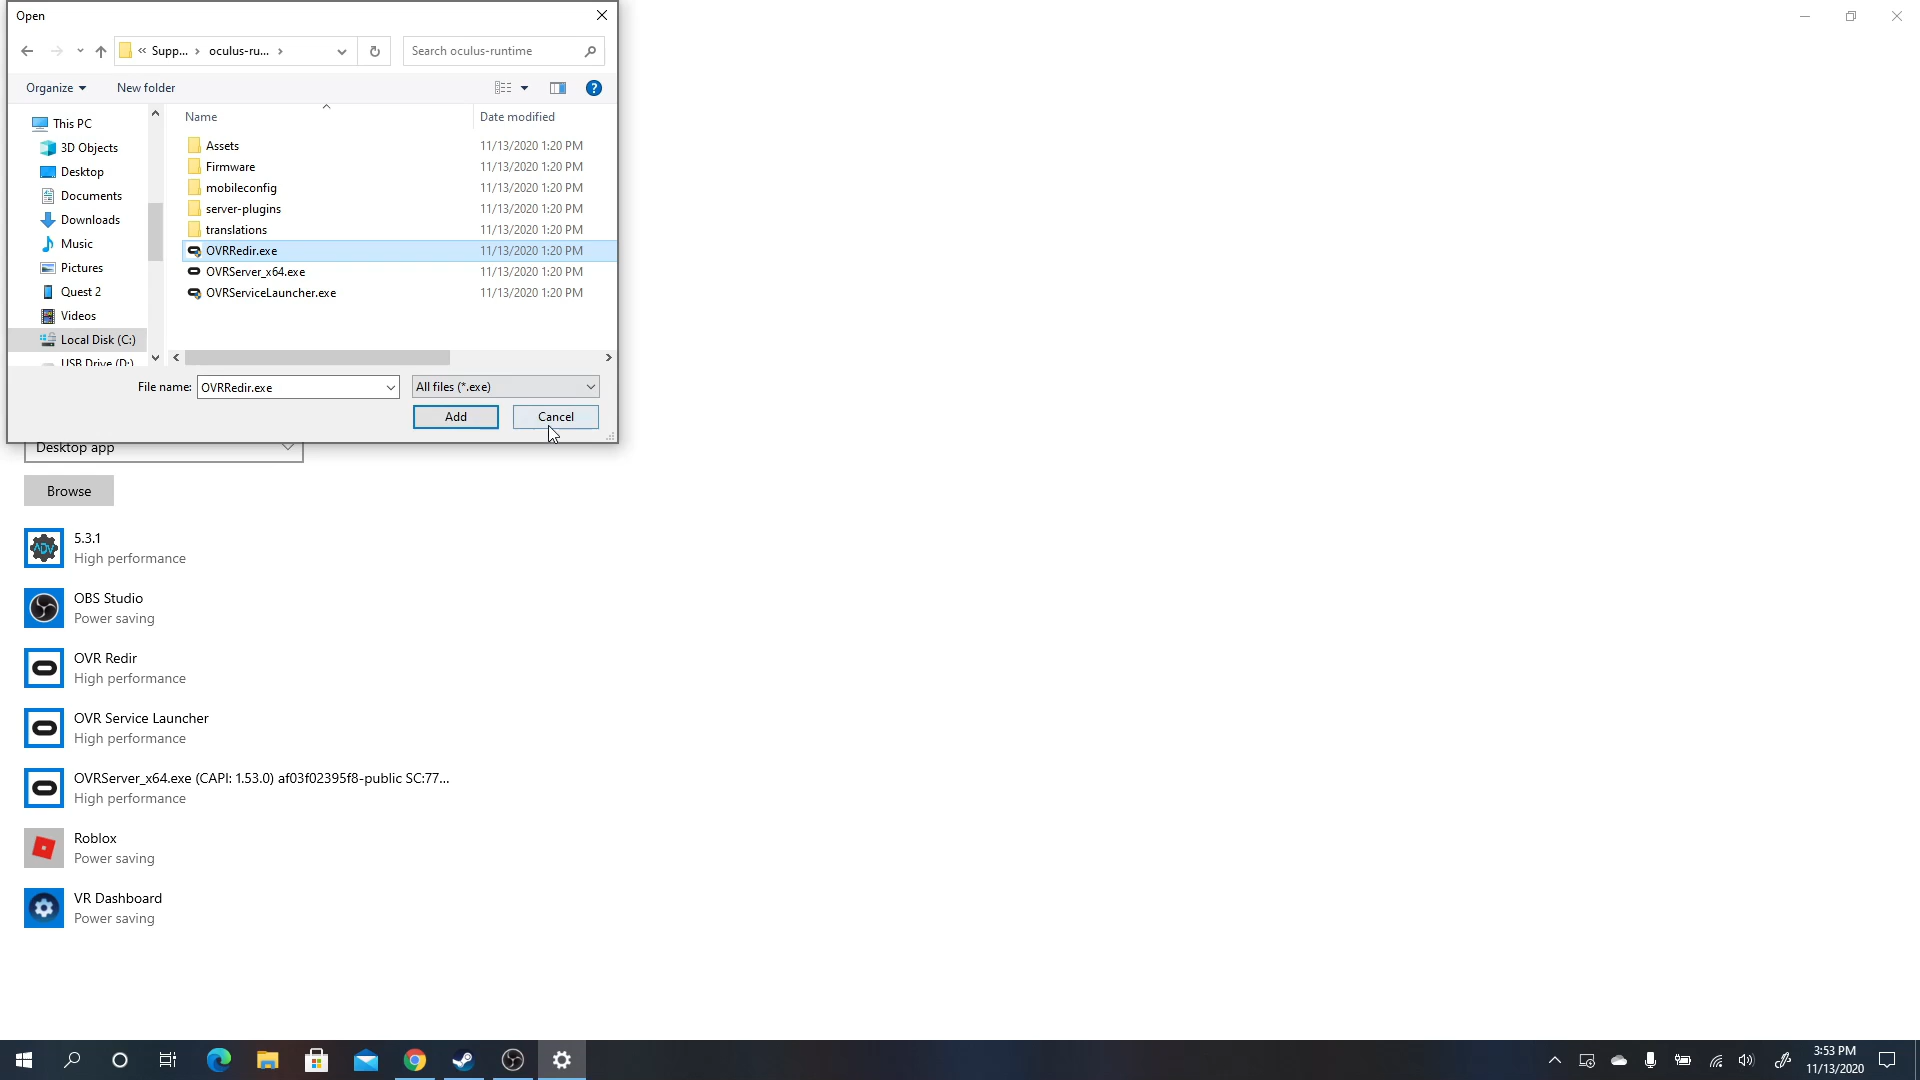 Open
Supp...
oculus-ru...
Search oculus-runtime
Organize
New folder
This PC
3D Objects
Desktop
Documents
Downloads
Music
Pictures
Quest 2
Videos
Local Disk (C:)
USB Drive (D:)
Name Date modified
Assets 11/13/2020 1:20 PM
Firmware 11/13/2020 1:20 PM
mobileconfig 11/13/2020 1:20 PM
server-plugins 11/13/2020 1:20 PM
translations 11/13/2020 1:20 PM
OVRRedir.exe 11/13/2020 1:20 PM
OVRServer_x64.exe 11/13/2020 1:20 PM
OVRServiceLauncher.exe 11/13/2020 1:20 PM
File name: OVRRedir.exe All files (*.exe)
Add Cancel
Desktop app
Browse
5.3.1
High performance
OBS Studio
Power saving
OVR Redir
High performance
OVR Service Launcher
High performance
OVRServer_x64.exe (CAPI: 1.53.0) af03f02395f8-public SC:77...
High performance
Roblox
Power saving
VR Dashboard
Power saving
3:53 PM
11/13/2020